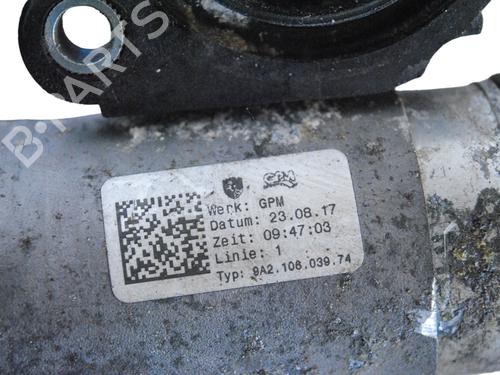 B-PARTS
GPM
Werk: GPM
Datum: 23.08.17
Zeit: 09:47:03
Linie: 1
Typ: 9A2.106.039.74